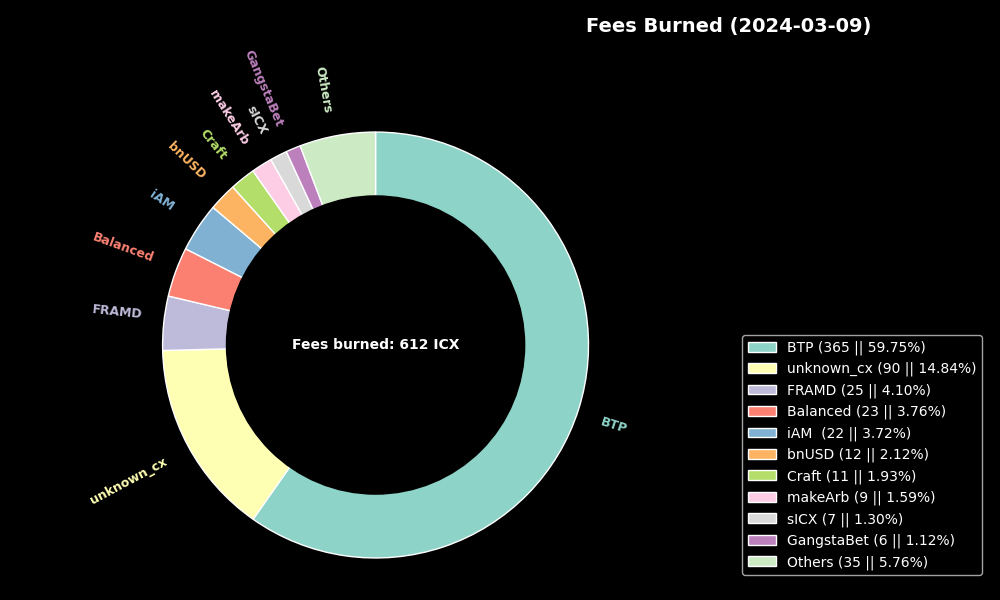 Fees Burned (2024-03-09)
GangstaBet
Others
makeArb
sICX
Craft
bnUSD
iAM
Balanced
FRAMD
Fees burned: 612 ICX
BTP
unknown_cx
BTP (365 || 59.75%)
unknown_cx (90 || 14.84%)
FRAMD (25 || 4.10%)
Balanced (23 || 3.76%)
iAM  (22 || 3.72%)
bnUSD (12 || 2.12%)
Craft (11 || 1.93%)
makeArb (9 || 1.59%)
sICX (7 || 1.30%)
GangstaBet (6 || 1.12%)
Others (35 || 5.76%)